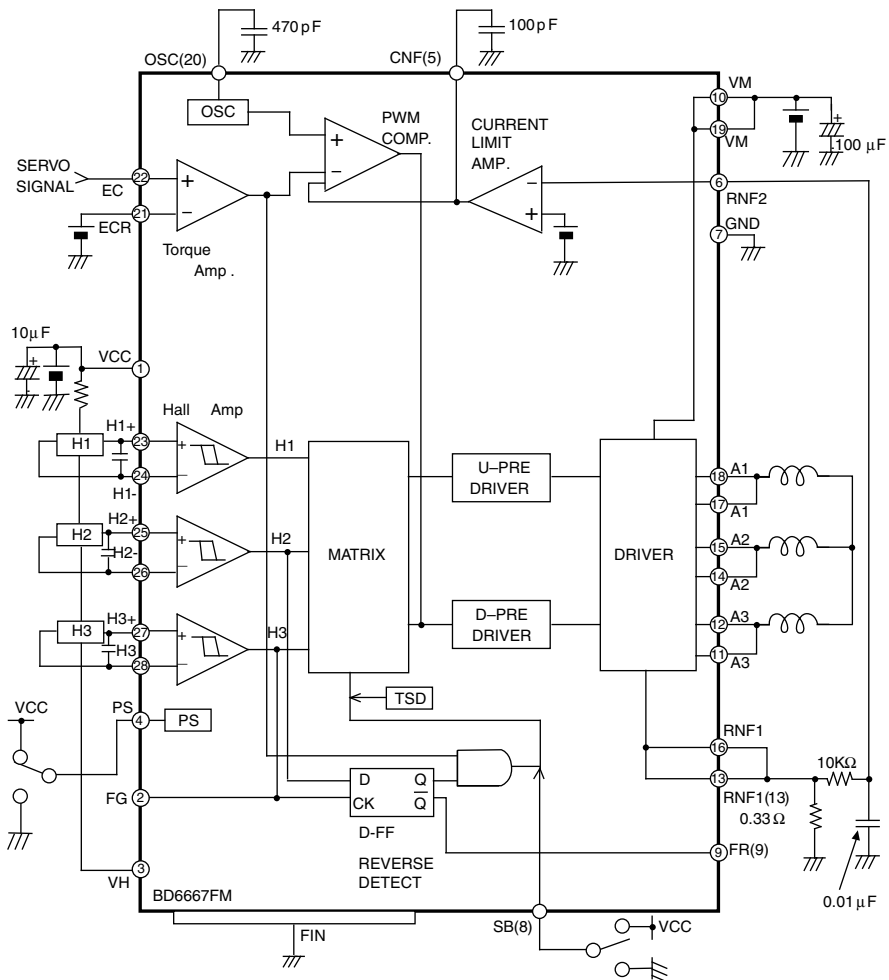 470pF
100pF
OSC(20)
CNF(5)
VM
10
OSC
PWM
COMP.
CURRENT
LIMIT
AMP.
19
VM
100 µF
SERVO
SIGNAL
EC
22
6
RNF2
21
ECR
7
GND
Torque
Amp .
10µF
VCC
1
Hall Amp
H1+
H1
23
H1
24
H1-
MATRIX
U–PRE
DRIVER
DRIVER
18
A1
17
A1
H2+
H2
25
H2
H2-
26
15
A2
14
A2
H3+
H3
27
H3
H3
28
D–PRE
DRIVER
12
A3
11
A3
TSD
VCC
PS
4
PS
RNF1
16
10KΩ
13
RNF1(13)
0.33Ω
FG
2
D
Q
CK
Q
D-FF
9
FR(9)
REVERSE
DETECT
3
VH
BD6667FM
0.01µF
FIN
SB(8)
8
VCC